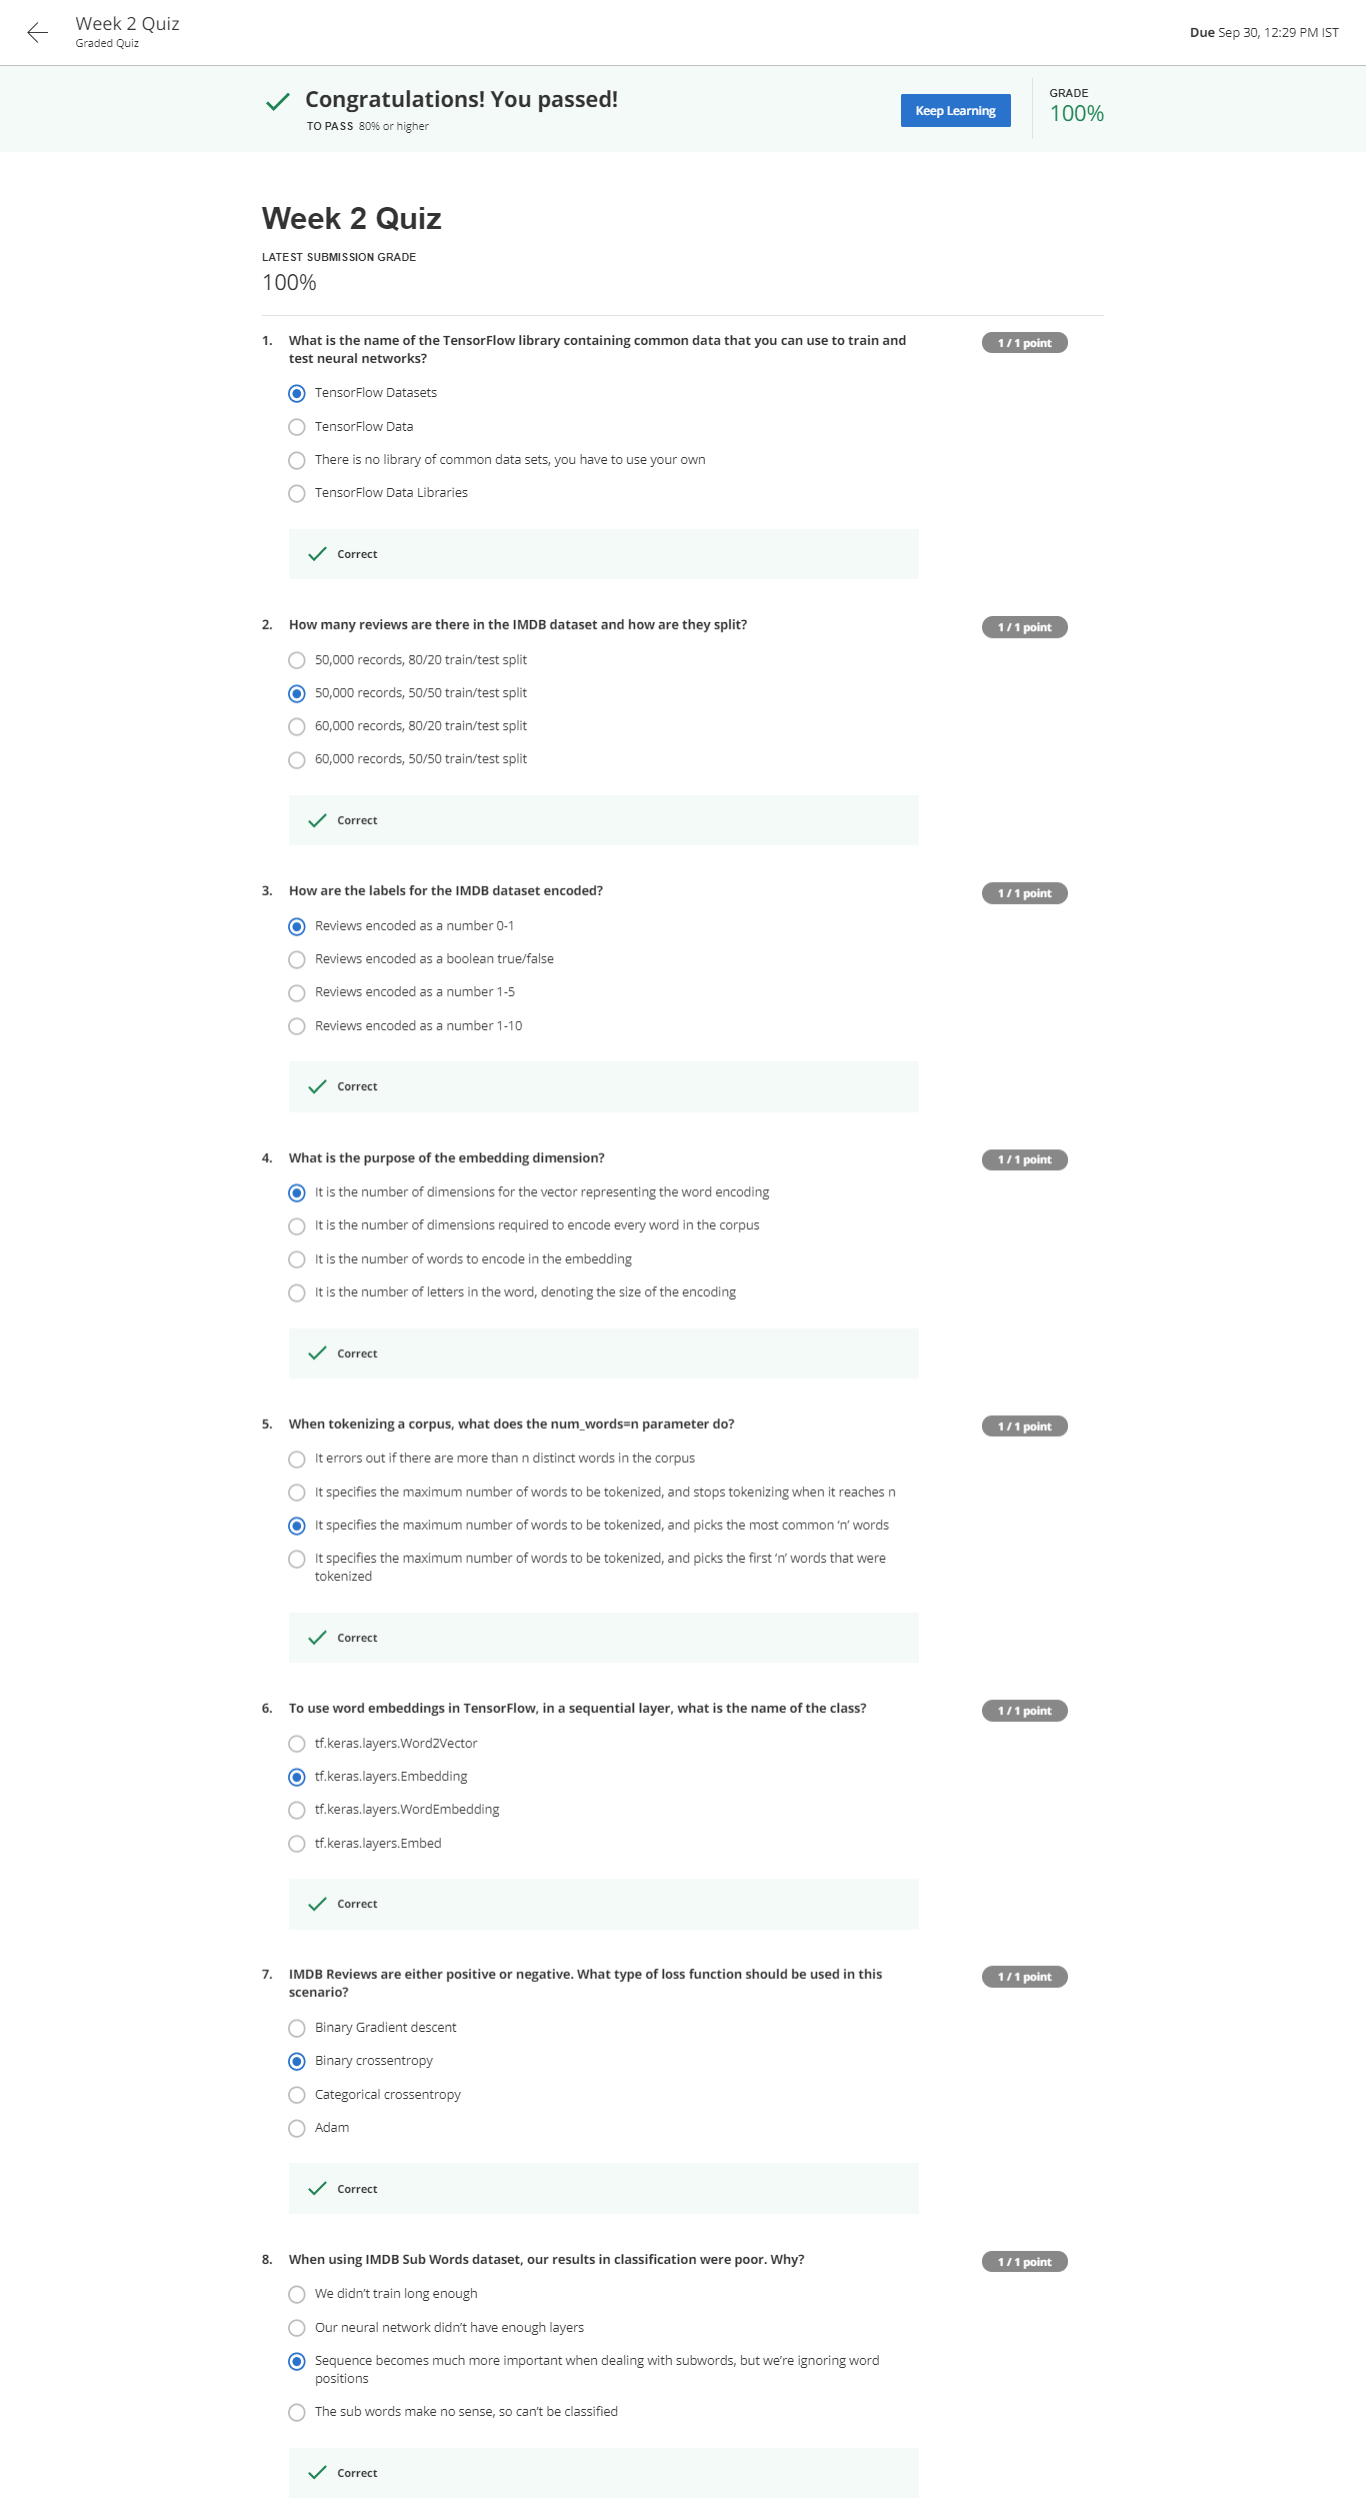 Week 2 Quiz
Graded Quiz
Due Sep 30, 12:29 PM IST
Congratulations! You passed!
TO PASS 80% or higher
Keep Learning
GRADE
100%
Week 2 Quiz
LATEST SUBMISSION GRADE
100%
1. What is the name of the TensorFlow library containing common data that you can use to train and
test neural networks?
1 / 1 point
TensorFlow Datasets
TensorFlow Data
There is no library of common data sets, you have to use your own
TensorFlow Data Libraries
Correct
2. How many reviews are there in the IMDB dataset and how are they split?
1 / 1 point
50,000 records, 80/20 train/test split
50,000 records, 50/50 train/test split
60,000 records, 80/20 train/test split
60,000 records, 50/50 train/test split
Correct
3. How are the labels for the IMDB dataset encoded?
1 / 1 point
Reviews encoded as a number 0-1
Reviews encoded as a boolean true/false
Reviews encoded as a number 1-5
Reviews encoded as a number 1-10
Correct
4. What is the purpose of the embedding dimension?
1 / 1 point
It is the number of dimensions for the vector representing the word encoding
It is the number of dimensions required to encode every word in the corpus
It is the number of words to encode in the embedding
It is the number of letters in the word, denoting the size of the encoding
Correct
5. When tokenizing a corpus, what does the num_words=n parameter do?
1 / 1 point
It errors out if there are more than n distinct words in the corpus
It specifies the maximum number of words to be tokenized, and stops tokenizing when it reaches n
It specifies the maximum number of words to be tokenized, and picks the most common ‘n’ words
It specifies the maximum number of words to be tokenized, and picks the first ‘n’ words that were
tokenized
Correct
6. To use word embeddings in TensorFlow, in a sequential layer, what is the name of the class?
1 / 1 point
tf.keras.layers.Word2Vector
tf.keras.layers.Embedding
tf.keras.layers.WordEmbedding
tf.keras.layers.Embed
Correct
7. IMDB Reviews are either positive or negative. What type of loss function should be used in this
scenario?
1 / 1 point
Binary Gradient descent
Binary crossentropy
Categorical crossentropy
Adam
Correct
8. When using IMDB Sub Words dataset, our results in classification were poor. Why?
1 / 1 point
We didn’t train long enough
Our neural network didn’t have enough layers
Sequence becomes much more important when dealing with subwords, but we’re ignoring word
positions
The sub words make no sense, so can’t be classified
Correct